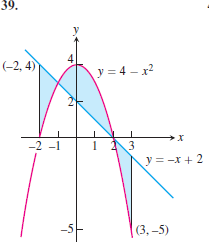 39.
y
(−2, 4)
4
y = 4 − x²
2
−2 −1 1 2 3 x
y = −x + 2
−5
(3, −5)